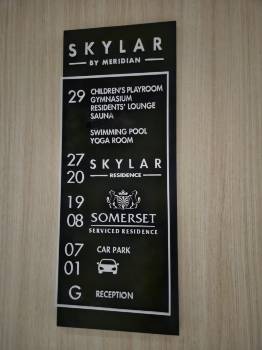 SKYLAR
BY MERIDIAN
29 CHILDREN'S PLAYROOM
GYMNASIUM
RESIDENTS' LOUNGE
SAUNA
SWIMMING POOL
YOGA ROOM
27
20
SKYLAR
RESIDENCE
19
08
SOMERSET
SERVICED RESIDENCE
07
01
CAR PARK
G RECEPTION